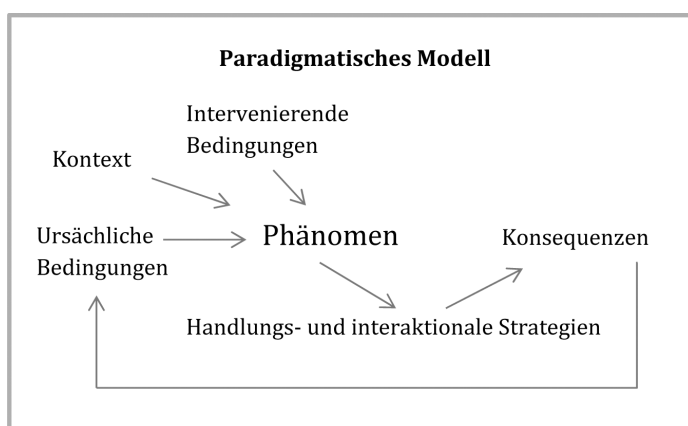 Paradigmatisches Modell
Intervenierende
Bedingungen
Kontext
Ursächliche
Bedingungen
Phänomen
Konsequenzen
Handlungs- und interaktionale Strategien